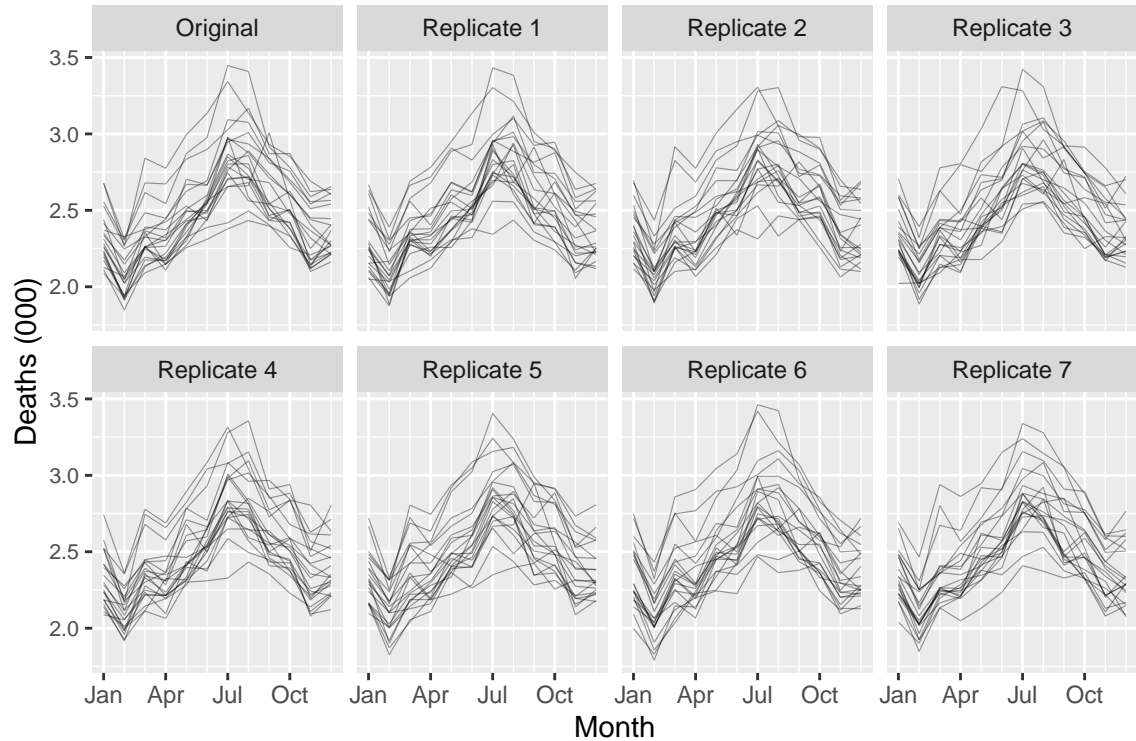 Original Replicate 1 Replicate 2 Replicate 3
3.5
3.0
2.5
2.0
Replicate 4 Replicate 5 Replicate 6 Replicate 7
3.5
3.0
2.5
2.0
Jan Apr Jul Oct Jan Apr Jul Oct Jan Apr Jul Oct Jan Apr Jul Oct
Month
Deaths (000)